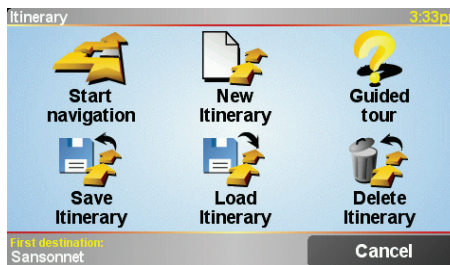 Itinerary 3:33p
Start
navigation
New
Itinerary
Guided
tour
Save
Itinerary
Load
Itinerary
Delete
Itinerary
First destination:
Sansonnet
Cancel